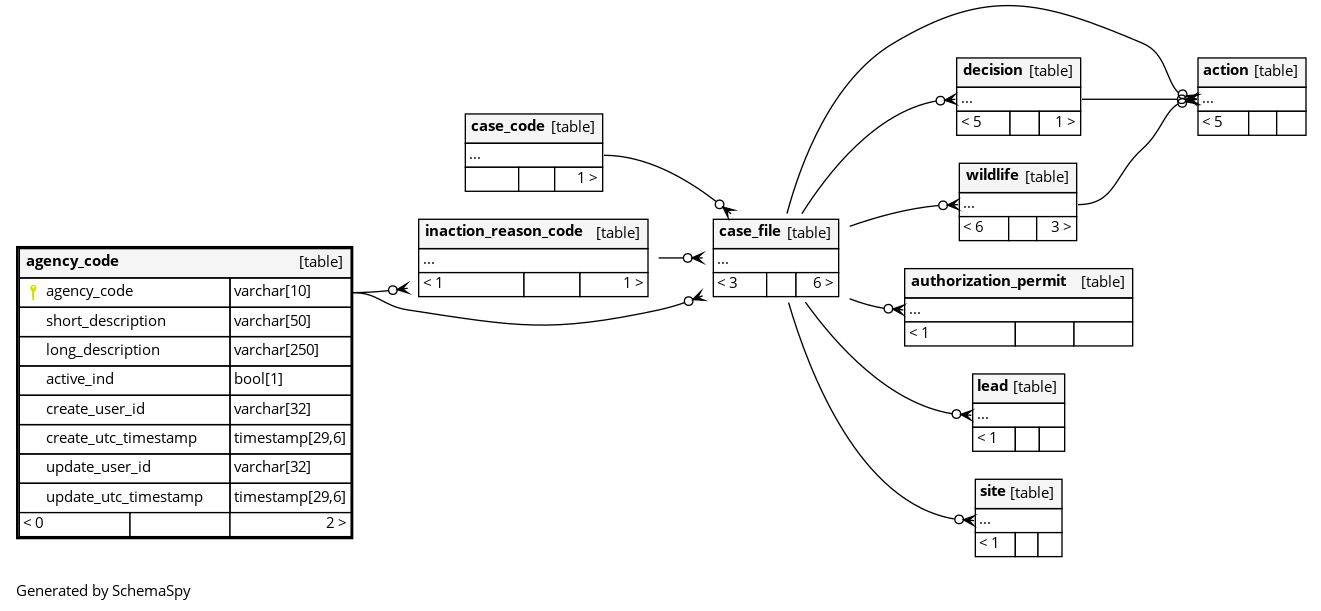 decision [table]
...
< 5 1 >
action [table]
...
< 5
case_code [table]
...
1 >
wildlife [table]
...
< 6 3 >
inaction_reason_code [table]
...
< 1 1 >
case_file [table]
...
< 3 6 >
agency_code [table]
agency_code varchar[10]
short_description varchar[50]
long_description varchar[250]
active_ind bool[1]
create_user_id varchar[32]
create_utc_timestamp timestamp[29,6]
update_user_id varchar[32]
update_utc_timestamp timestamp[29,6]
< 0 2 >
authorization_permit [table]
...
< 1
lead [table]
...
< 1
site [table]
...
< 1
Generated by SchemaSpy